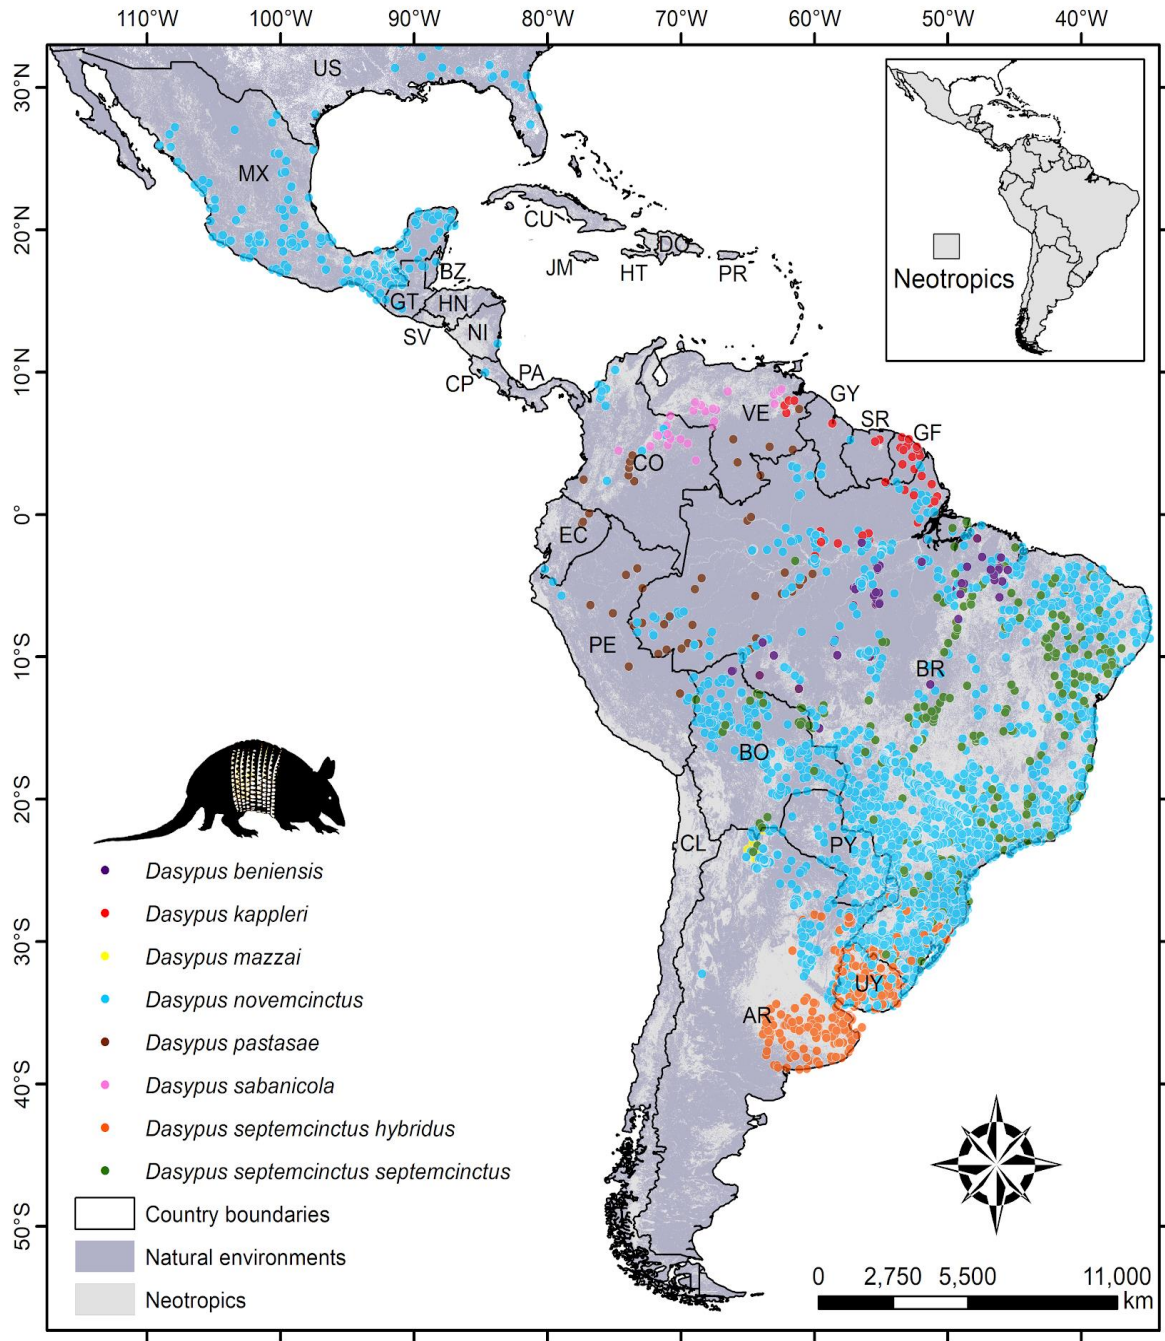 110°W 100°W 90°W 80°W 70°W 60°W 50°W 40°W
30°N
20°N
10°N
0°
10°S
20°S
30°S
40°S
50°S
US
MX
CU
DO
JM
HT
PR
BZ
GT
HN
SV
NI
CP
PA
VE
GY
SR
GF
CO
EC
PE
BR
BO
CL
PY
UY
AR
Neotropics
Dasypus beniensis
Dasypus kappleri
Dasypus mazzai
Dasypus novemcinctus
Dasypus pastasae
Dasypus sabanicola
Dasypus septemcinctus hybridus
Dasypus septemcinctus septemcinctus
Country boundaries
Natural environments
Neotropics
0 2,750 5,500 11,000
km